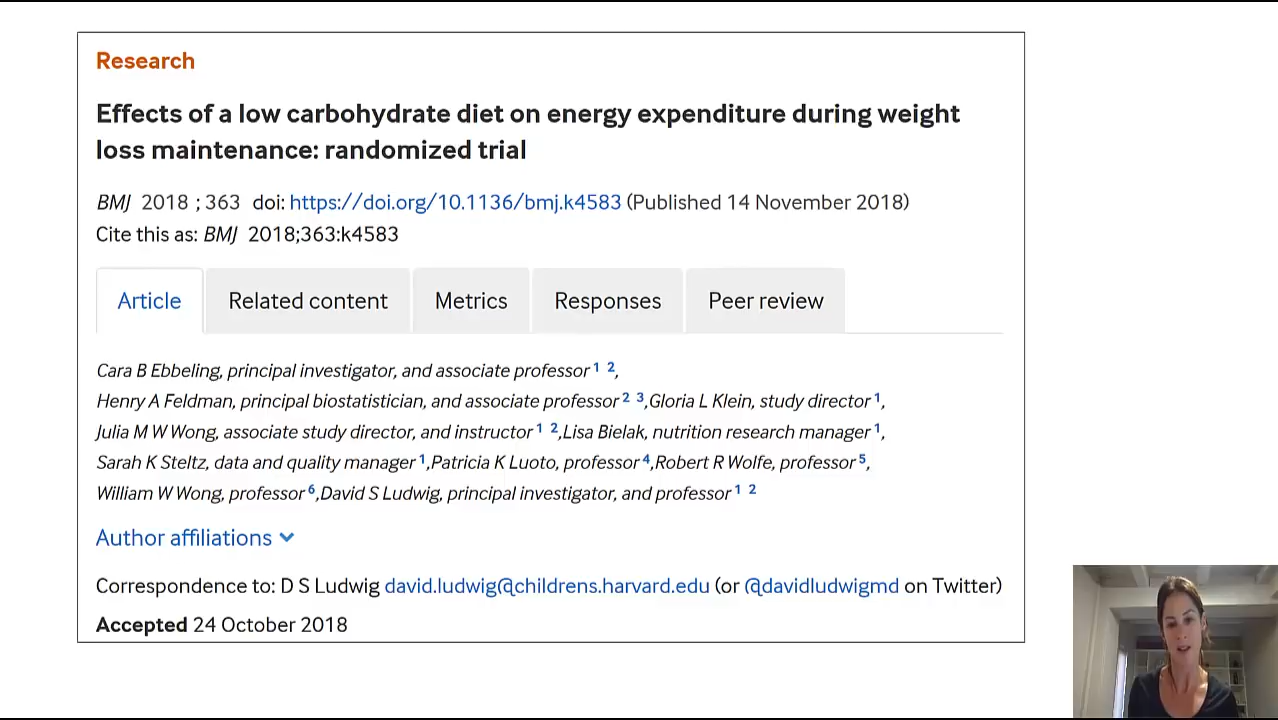 Research
Effects of a low carbohydrate diet on energy expenditure during weight
loss maintenance: randomized trial
BMJ 2018 ; 363 doi: https://doi.org/10.1136/bmj.k4583 (Published 14 November 2018)
Cite this as: BMJ 2018;363:k4583
Article Related content Metrics Responses Peer review
Cara B Ebbeling, principal investigator, and associate professor 1 2,
Henry A Feldman, principal biostatistician, and associate professor 2 3,Gloria L Klein, study director 1,
Julia M W Wong, associate study director, and instructor 1 2,Lisa Bielak, nutrition research manager 1,
Sarah K Steltz, data and quality manager 1,Patricia K Luoto, professor 4,Robert R Wolfe, professor 5,
William W Wong, professor 6,David S Ludwig, principal investigator, and professor 1 2
Author affiliations
Correspondence to: D S Ludwig david.ludwig@childrens.harvard.edu (or @davidludwigmd on Twitter)
Accepted 24 October 2018